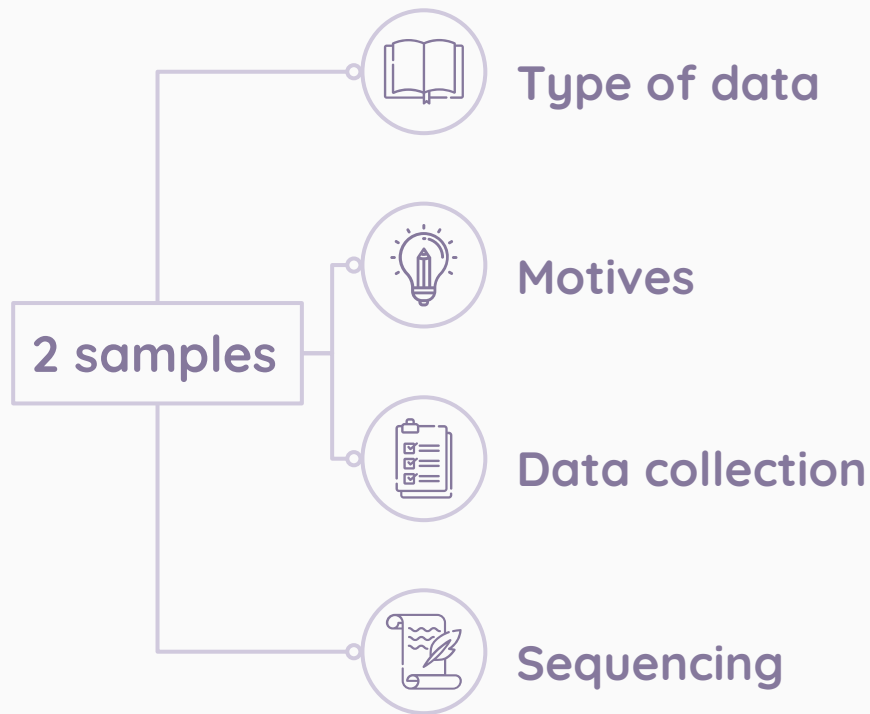 Type of data
Motives
2 samples
Data collection
Sequencing